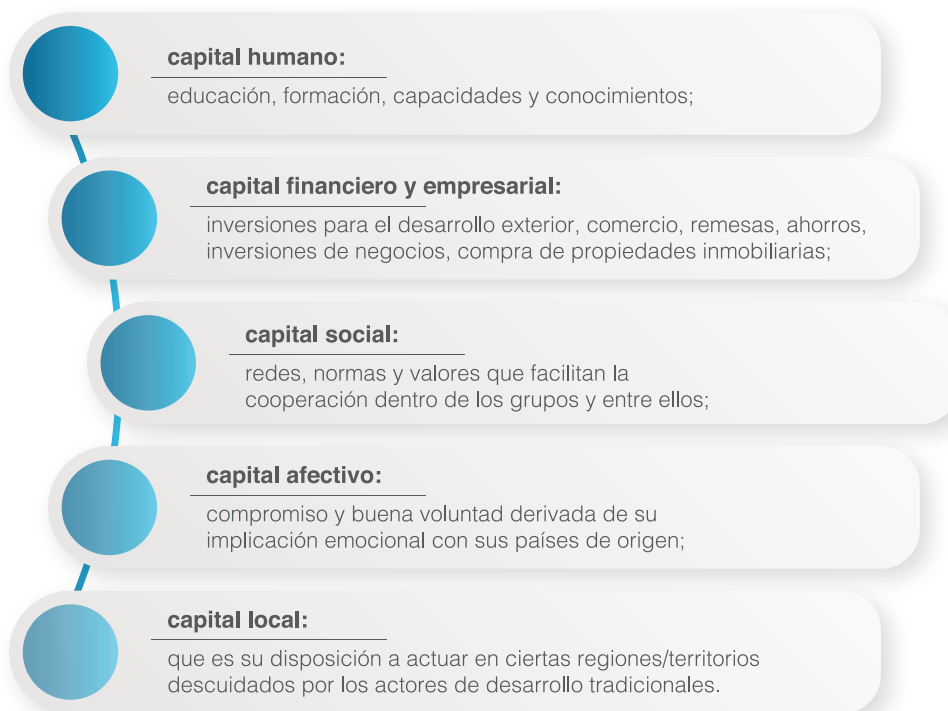 capital humano:
educación, formación, capacidades y conocimientos;
capital financiero y empresarial:
inversiones para el desarrollo exterior, comercio, remesas, ahorros,
inversiones de negocios, compra de propiedades inmobiliarias;
capital social:
redes, normas y valores que facilitan la
cooperación dentro de los grupos y entre ellos;
capital afectivo:
compromiso y buena voluntad derivada de su
implicación emocional con sus países de origen;
capital local:
que es su disposición a actuar en ciertas regiones/territorios
descuidados por los actores de desarrollo tradicionales.